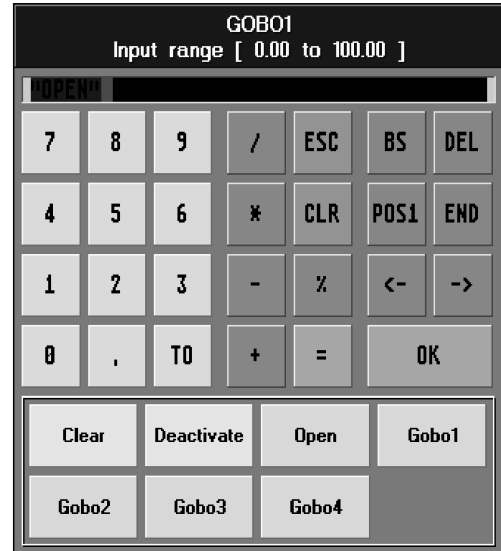 GOBO1
Input range [ 0.00 to 100.00 ]
"OPEN"
7 8 9 / ESC BS DEL
4 5 6 * CLR POS1 END
1 2 3 - % <- ->
0 . TO + = OK
Clear Deactivate Open Gobo1
Gobo2 Gobo3 Gobo4